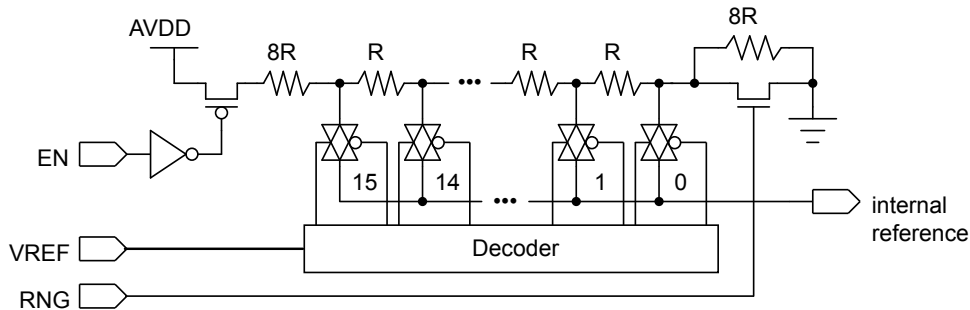 AVDD
8R
R
•••
R
R
8R
EN
15
14
1
0
•••
internal
reference
VREF
Decoder
RNG